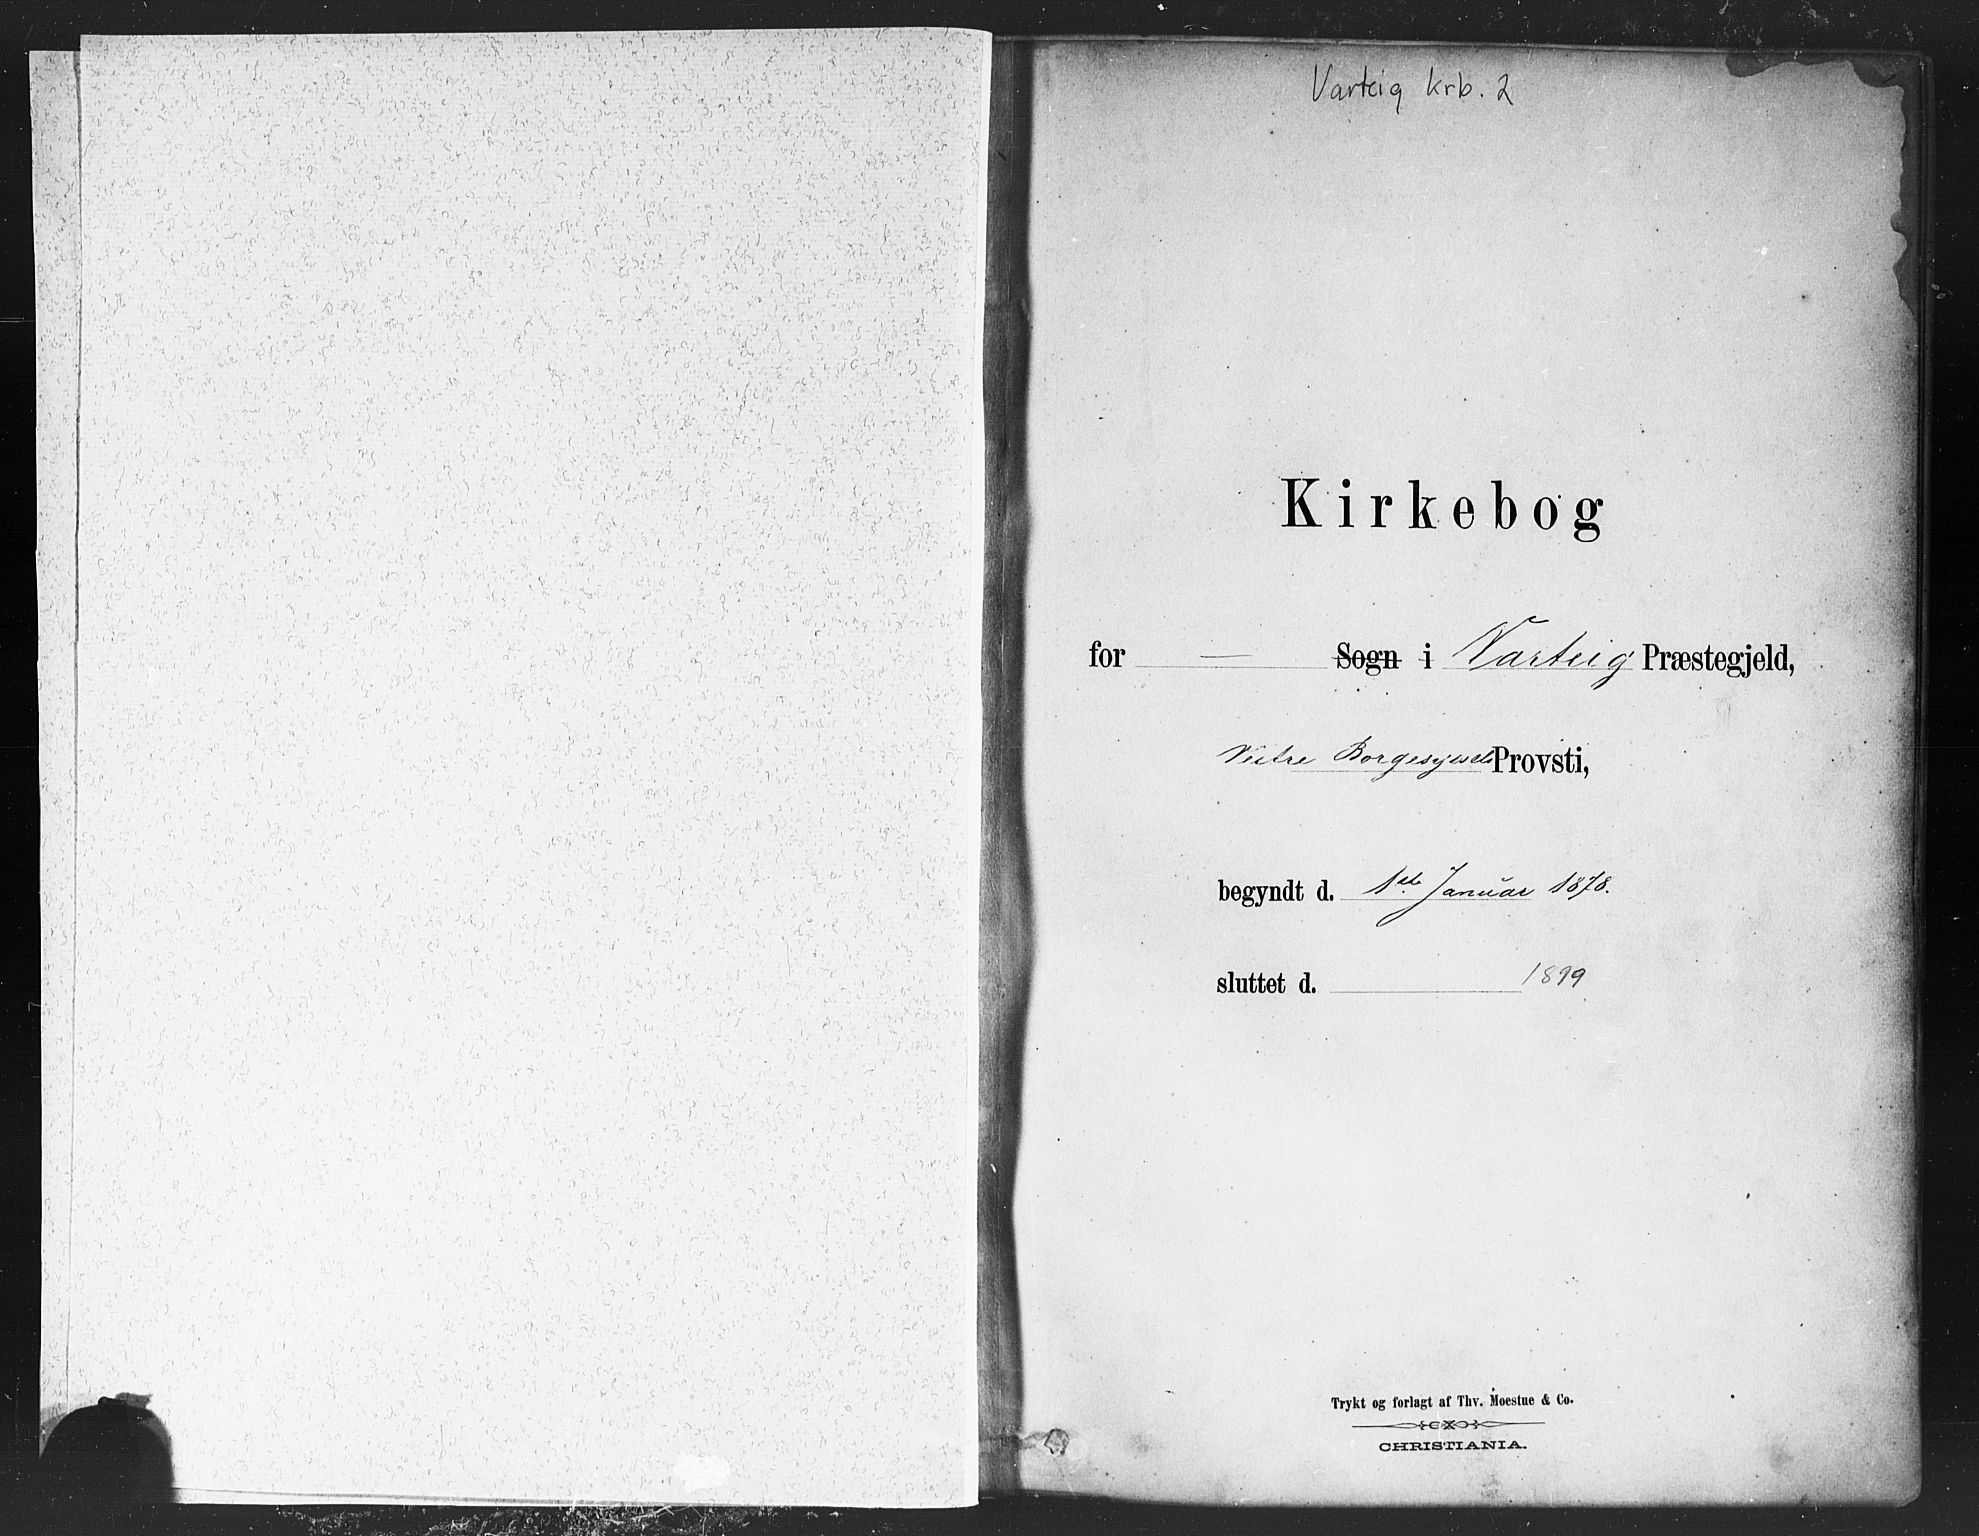 Varteig krb. 2
Kirkebog
for — Sogn i Varteig Præstegjeld,
Vestre Borgesyssels Provsti,
begyndt d. 1ste Januar 1878.
sluttet d. 1899
Trykt og forlagt af Thv. Moestue & Co.
CHRISTIANIA.